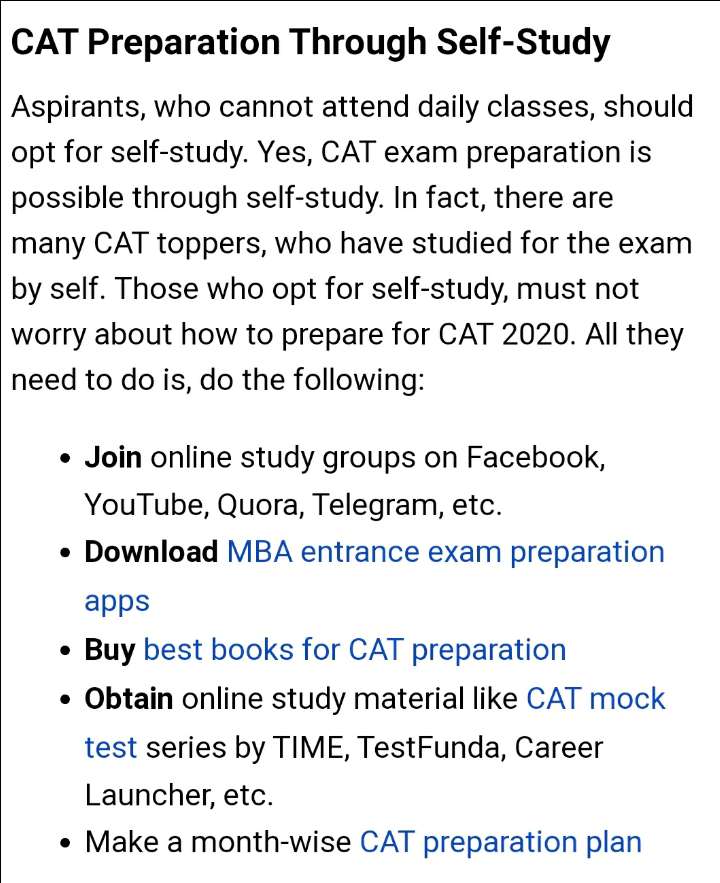 CAT Preparation Through Self-Study
Aspirants, who cannot attend daily classes, should
opt for self-study. Yes, CAT exam preparation is
possible through self-study. In fact, there are
many CAT toppers, who have studied for the exam
by self. Those who opt for self-study, must not
worry about how to prepare for CAT 2020. All they
need to do is, do the following:
• Join online study groups on Facebook,
YouTube, Quora, Telegram, etc.
• Download MBA entrance exam preparation
apps
• Buy best books for CAT preparation
• Obtain online study material like CAT mock
test series by TIME, TestFunda, Career
Launcher, etc.
• Make a month-wise CAT preparation plan